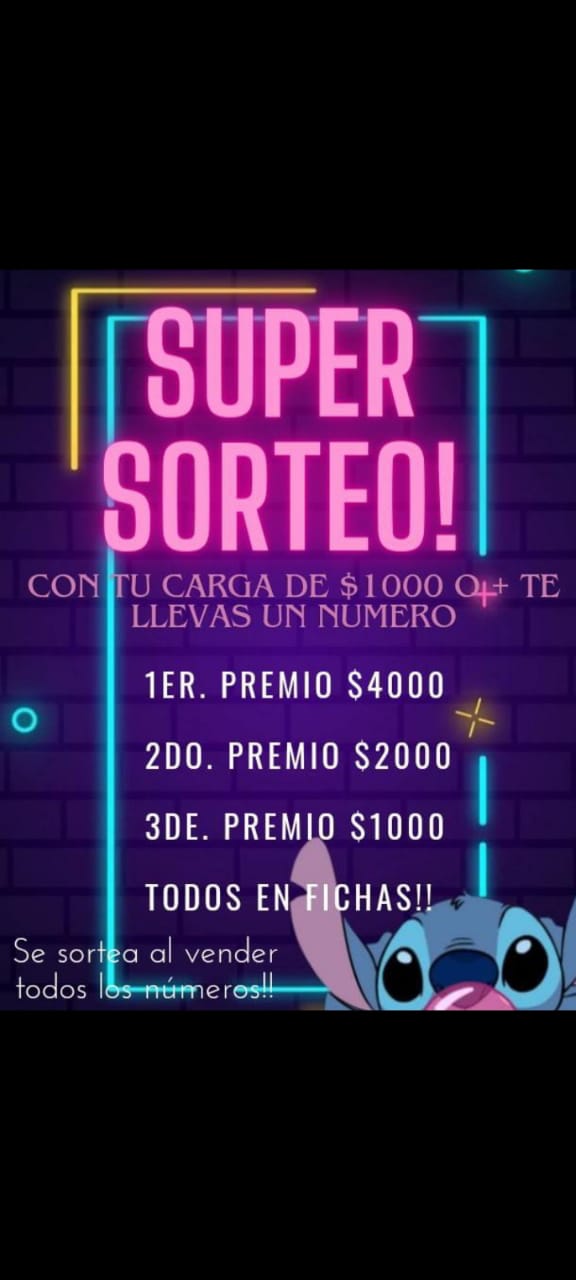 SUPER
SORTEO!
CON TU CARGA DE $1000 O + TE
LLEVAS UN NUMERO
1ER. PREMIO $4000
2DO. PREMIO $2000
3DE. PREMIO $1000
TODOS EN FICHAS!!
Se sortea al vender
todos los números!!